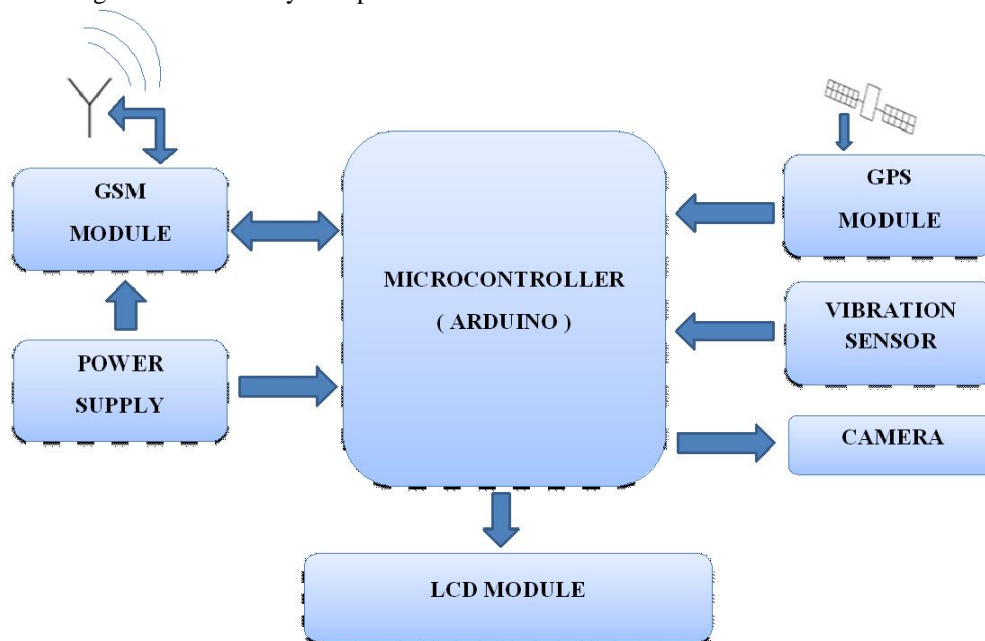 GSM
MODULE
GPS
MODULE
MICROCONTROLLER
( ARDUINO )
VIBRATION
SENSOR
POWER
SUPPLY
CAMERA
LCD MODULE